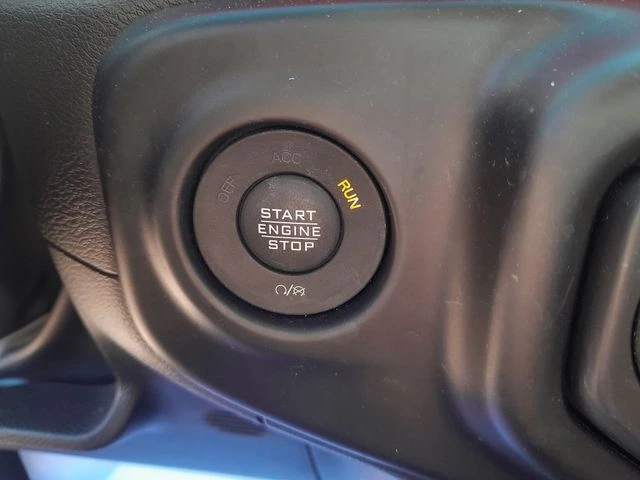 OFF
ACC
RUN
START
ENGINE
STOP